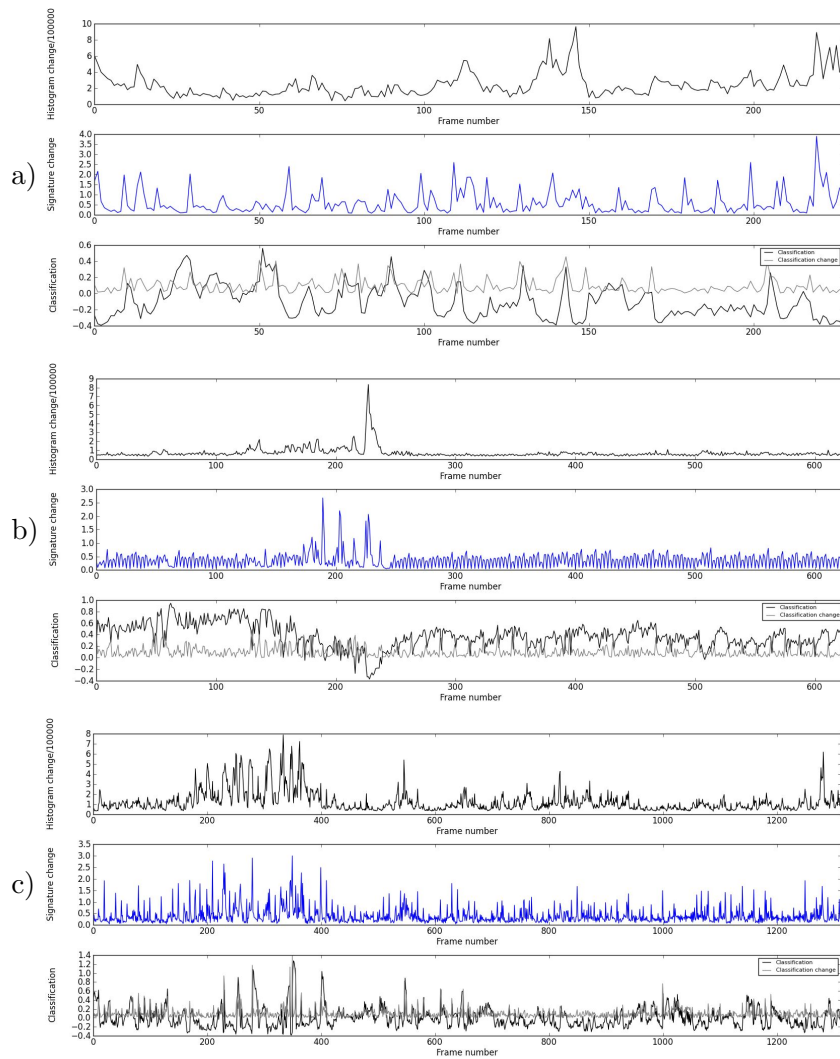 a)
Histogram change/100000
10
8
6
4
2
0
0 50 100 150 200
Frame number
Signature change
4.0
3.5
3.0
2.5
2.0
1.5
1.0
0.5
0.0
0 50 100 150 200
Frame number
Classification
0.6
0.4
0.2
0.0
−0.2
−0.4
Classification
Classification change
0 50 100 150 200
Frame number
b)
Histogram change/100000
9
8
7
6
5
4
3
2
1
0
0 100 200 300 400 500 600
Frame number
Signature change
3.0
2.5
2.0
1.5
1.0
0.5
0.0
0 100 200 300 400 500 600
Frame number
Classification
1.0
0.8
0.6
0.4
0.2
0.0
−0.2
−0.4
Classification
Classification change
0 100 200 300 400 500 600
Frame number
c)
Histogram change/100000
8
7
6
5
4
3
2
1
0
0 200 400 600 800 1000 1200
Frame number
Signature change
3.5
3.0
2.5
2.0
1.5
1.0
0.5
0.0
0 200 400 600 800 1000 1200
Frame number
Classification
1.4
1.2
1.0
0.8
0.6
0.4
0.2
0.0
−0.2
−0.4
Classification
Classification change
0 200 400 600 800 1000 1200
Frame number